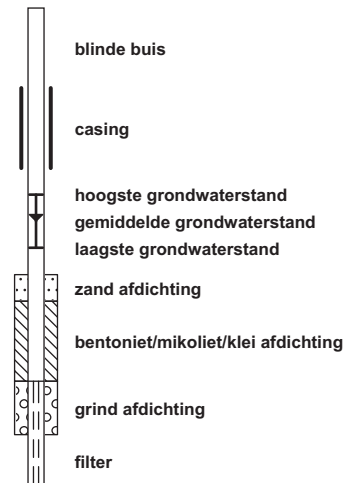 blinde buis
casing
hoogste grondwaterstand
gemiddelde grondwaterstand
laagste grondwaterstand
zand afdichting
bentoniet/mikoliet/klei afdichting
grind afdichting
filter